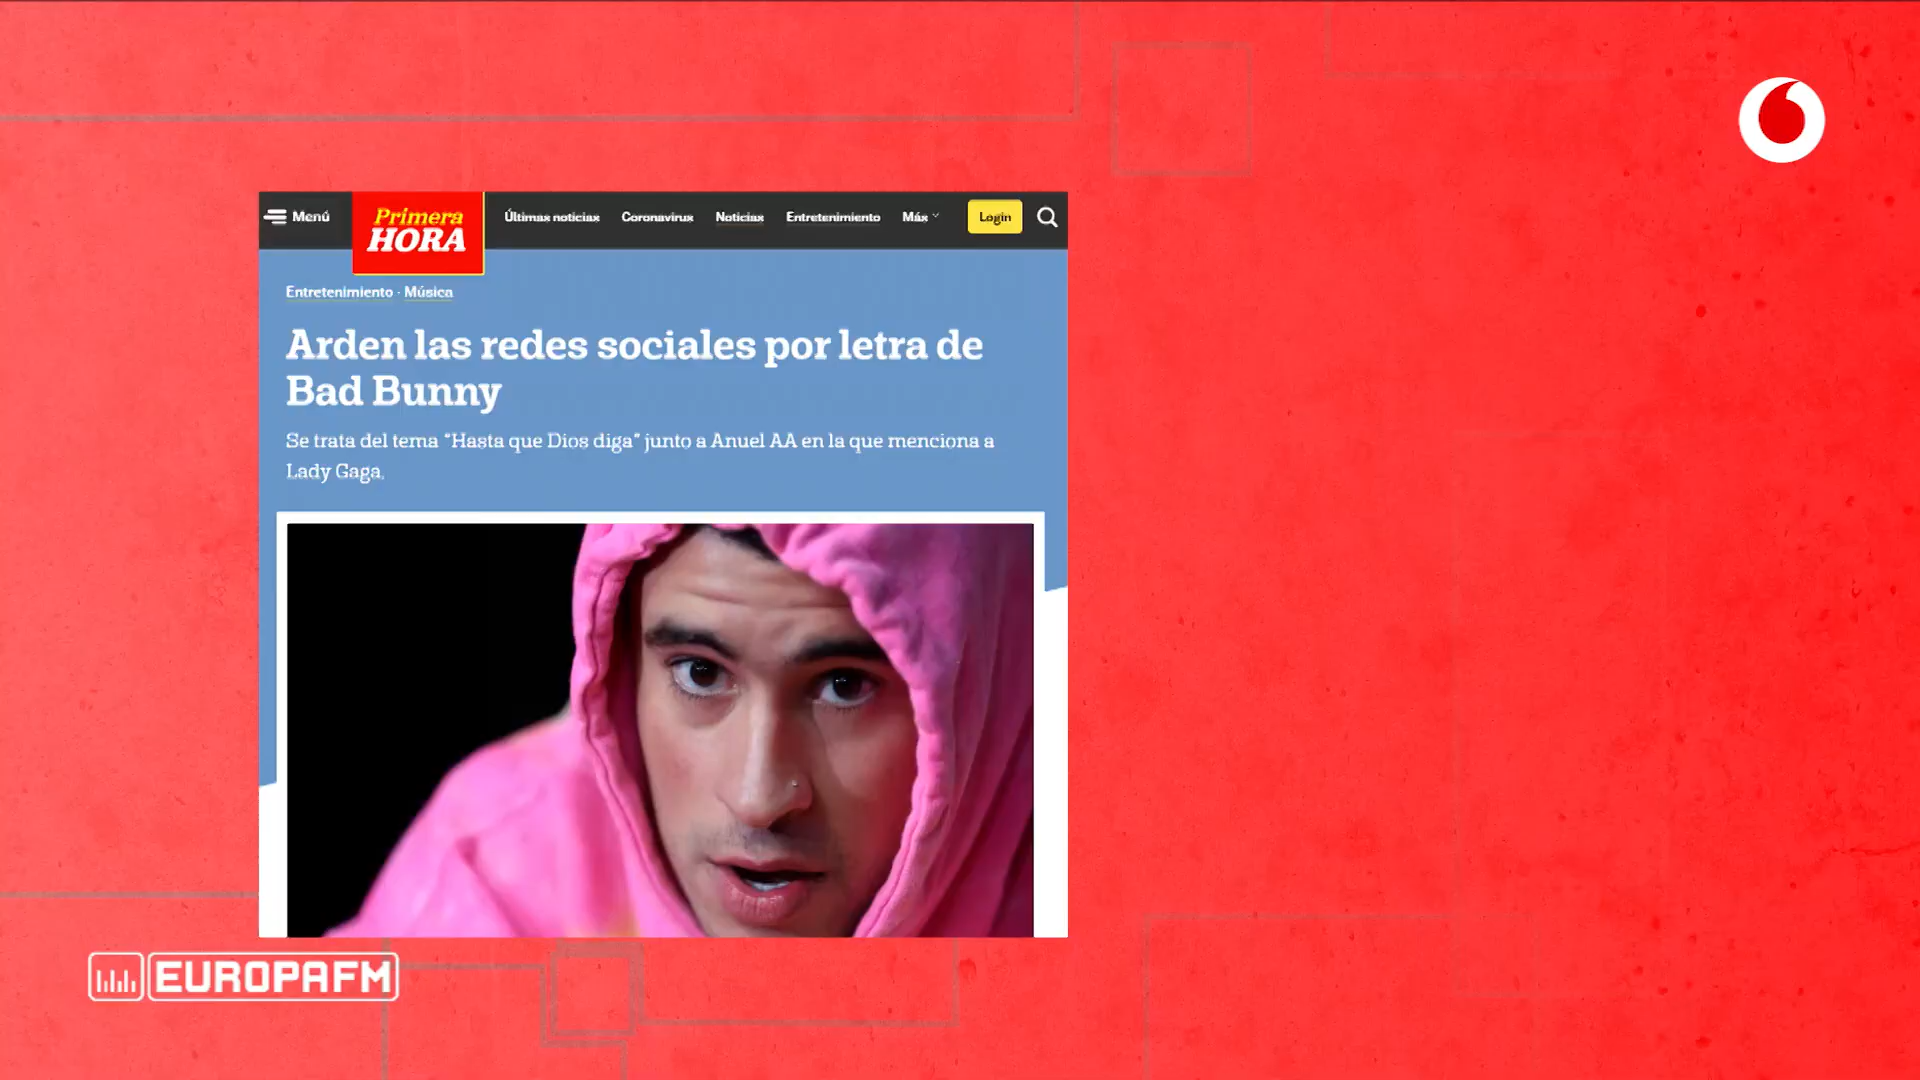 Menú
Primera
HORA
Últimas noticias
Coronavirus
Noticias
Entretenimiento
Más
Login
Entretenimiento · Música
Arden las redes sociales por letra de
Bad Bunny
Se trata del tema "Hasta que Dios diga" junto a Anuel AA en la que menciona a
Lady Gaga.
EUROPAFM